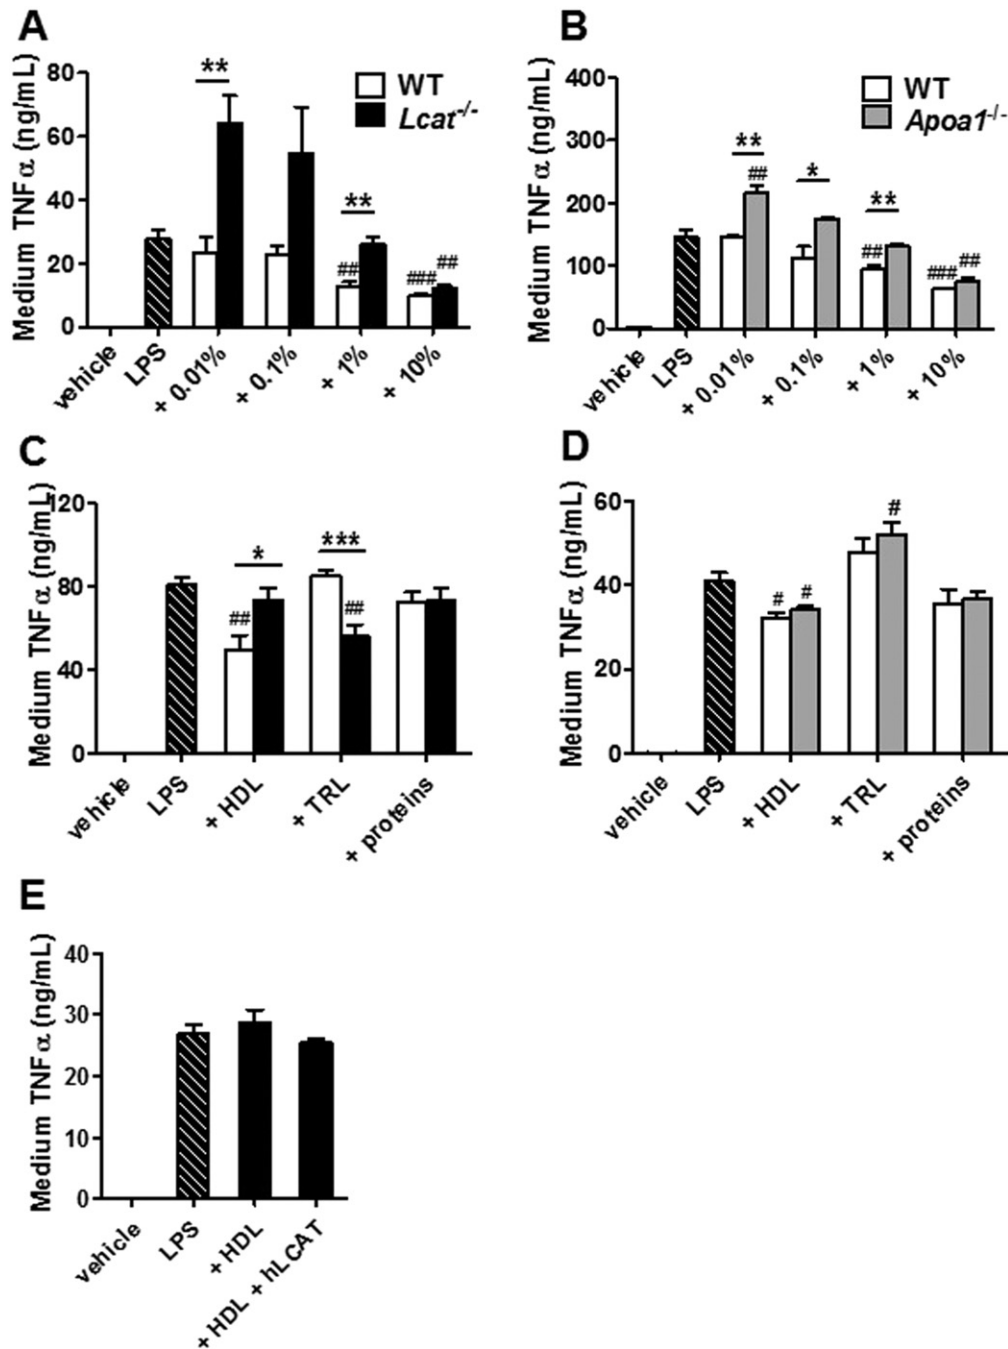 A
Medium TNFα (ng/mL)
80
60
40
20
0
**
**
##
###
##
WT
Lcat-/-
vehicle
LPS
+ 0.01%
+ 0.1%
+ 1%
+ 10%
B
Medium TNFα (ng/mL)
400
300
200
100
0
**
##
*
**
##
###
##
WT
Apoa1-/-
vehicle
LPS
+ 0.01%
+ 0.1%
+ 1%
+ 10%
C
Medium TNFα (ng/mL)
120
80
40
0
*
***
##
##
vehicle
LPS
+ HDL
+ TRL
+ proteins
D
Medium TNFα (ng/mL)
60
40
20
0
#
#
#
vehicle
LPS
+ HDL
+ TRL
+ proteins
E
Medium TNFα (ng/mL)
40
30
20
10
0
vehicle
LPS
+ HDL
+ HDL + hLCAT